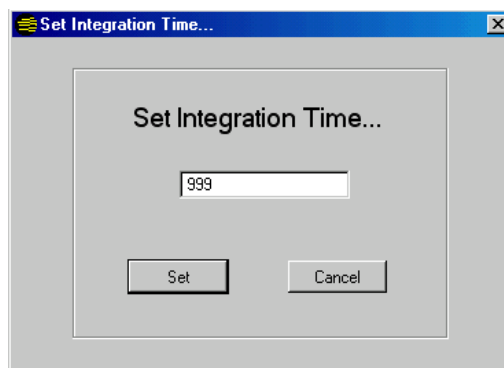 Set Integration Time...
Set Integration Time...
999
Set
Cancel